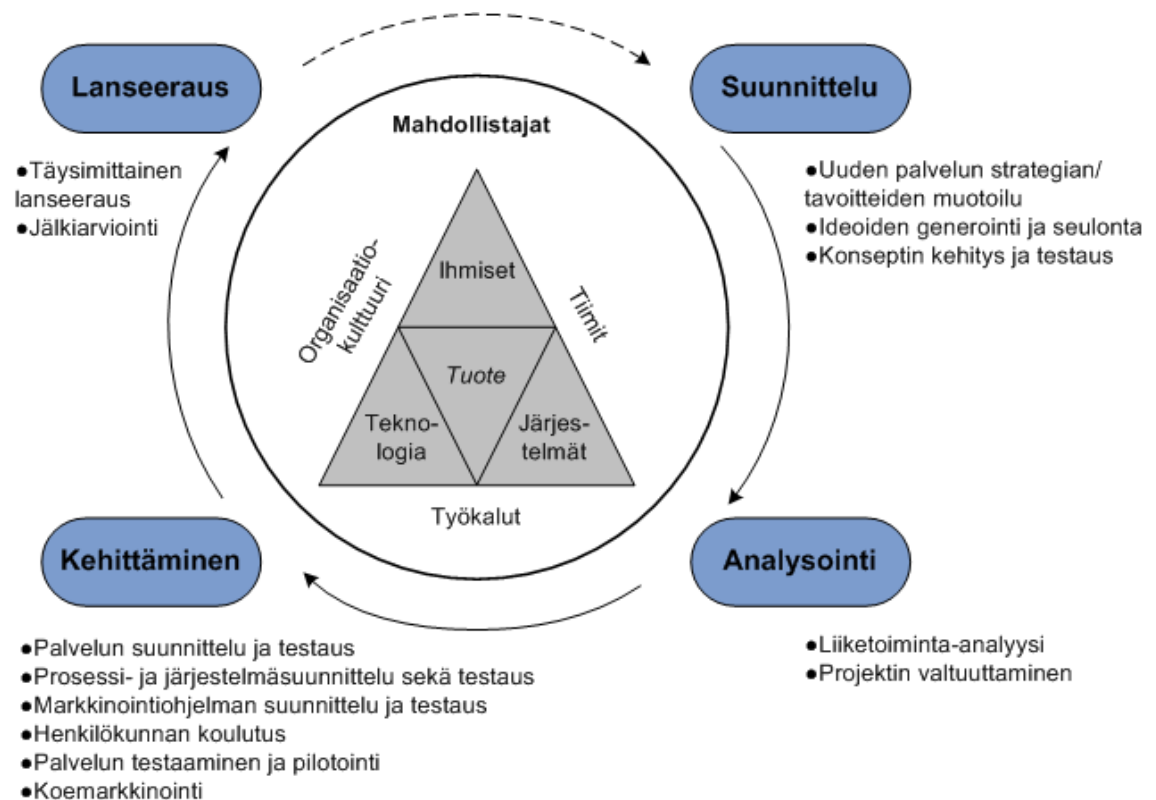 Lanseeraus
Suunnittelu
Mahdollistajat
●Täysimittainen
lanseeraus
●Jälkiarviointi
●Uuden palvelun strategian/
tavoitteiden muotoilu
●Ideoiden generointi ja seulonta
●Konseptin kehitys ja testaus
Organisaatio-
kulttuuri
Ihmiset
Tiimit
Tuote
Tekno-
logia
Järjes-
telmät
Työkalut
Kehittäminen
Analysointi
●Palvelun suunnittelu ja testaus
●Prosessi- ja järjestelmäsuunnittelu sekä testaus
●Markkinointiohjelman suunnittelu ja testaus
●Henkilökunnan koulutus
●Palvelun testaaminen ja pilotointi
●Koemarkkinointi
●Liiketoiminta-analyysi
●Projektin valtuuttaminen